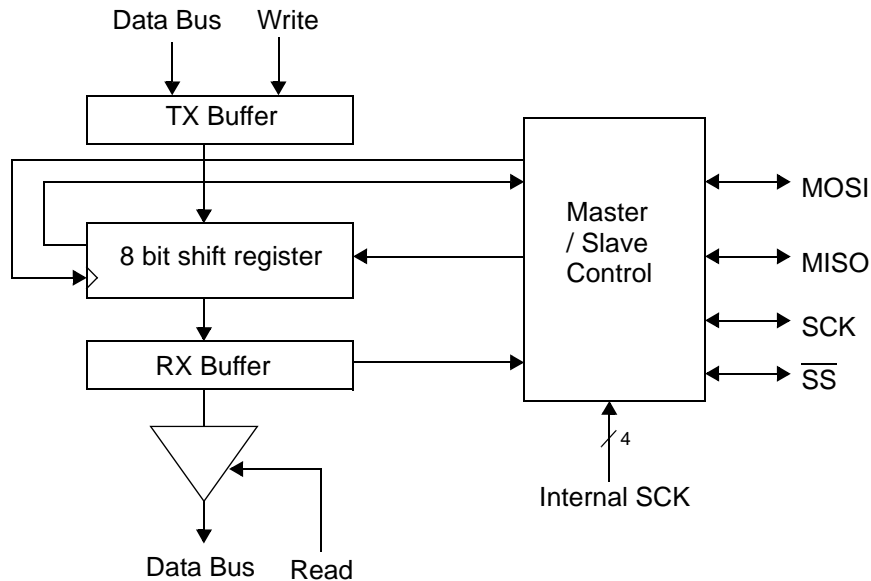 Data Bus
Write
TX Buffer
8 bit shift register
RX Buffer
Data Bus
Read
Master
/ Slave
Control
MOSI
MISO
SCK
S̅S̅
4
Internal SCK